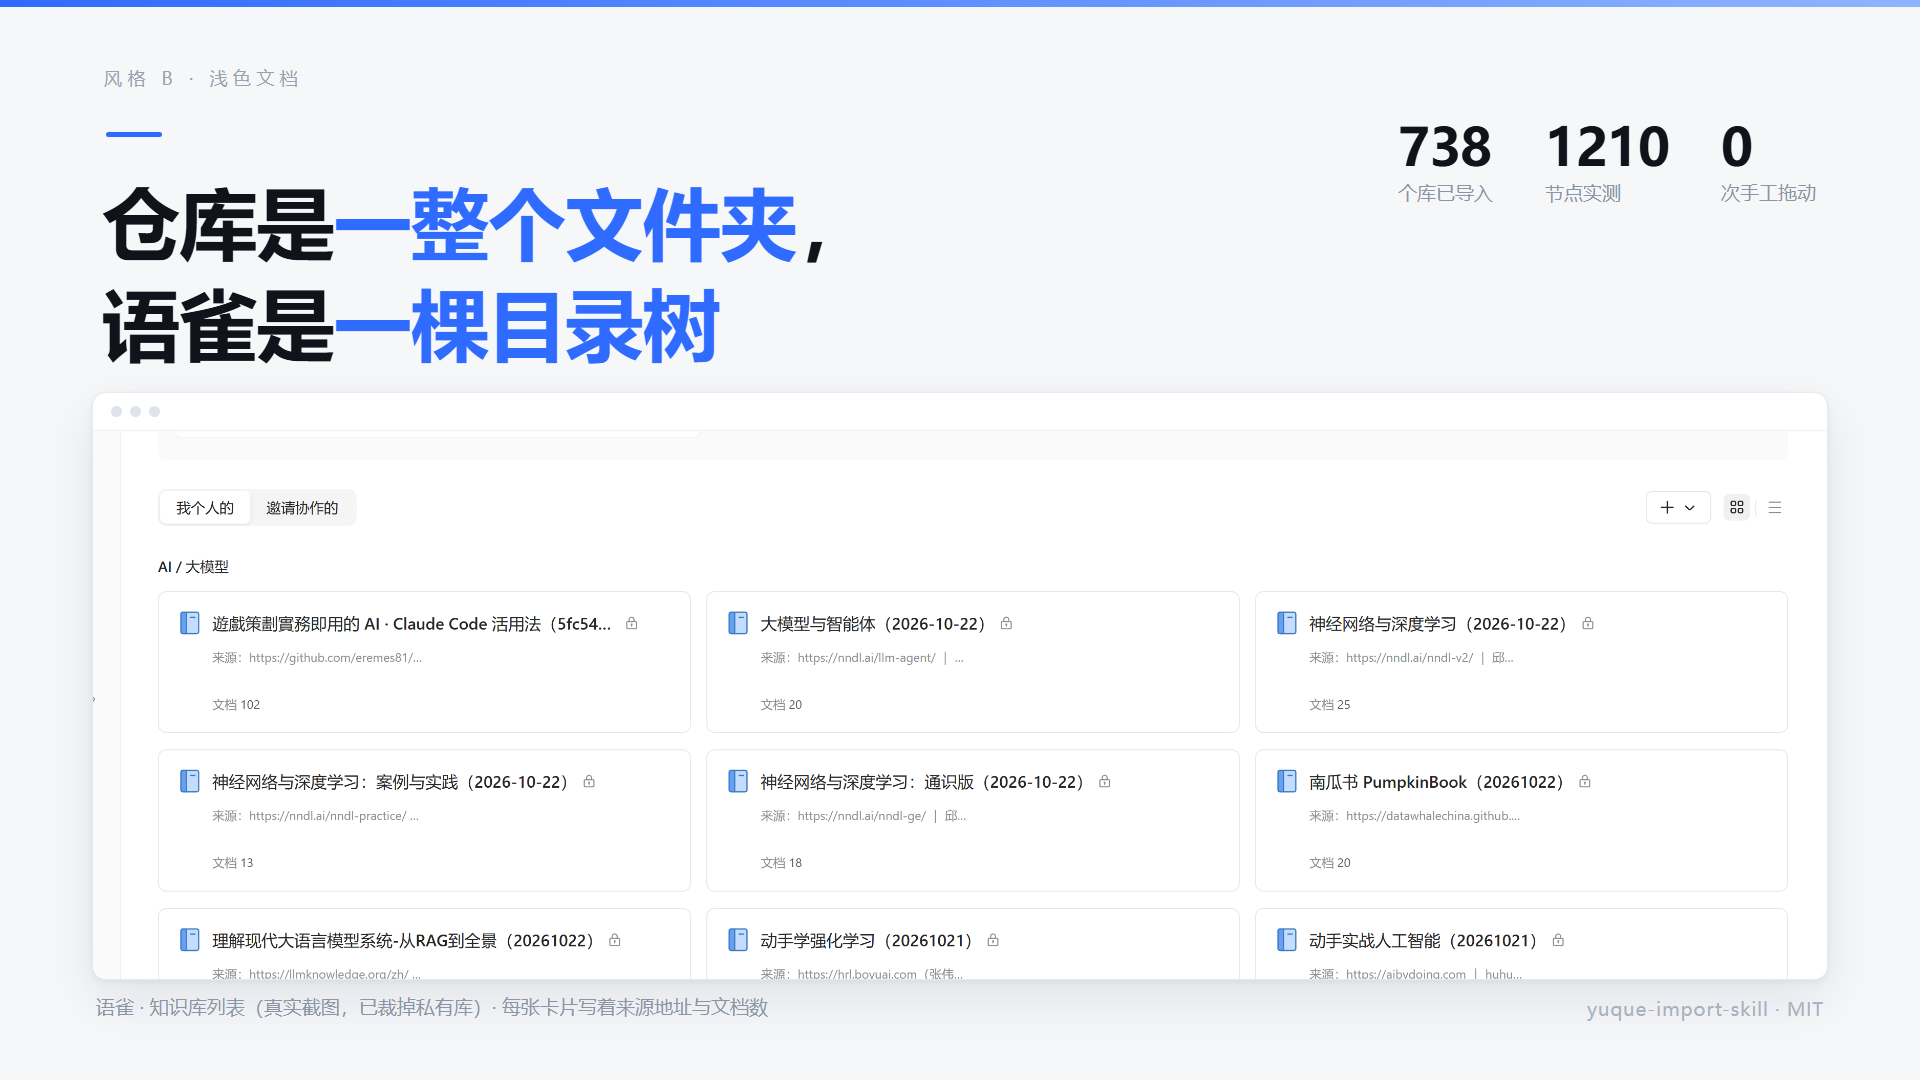 风格 B · 浅色文档
仓库是一整个文件夹，
语雀是一棵目录树
738 1210 0
个库已导入 节点实测 次手工拖动
我个人的 邀请协作的
AI / 大模型
遊戲策劃實務即用的 AI · Claude Code 活用法（5fc54...
来源：https://github.com/eremes81/...
文档 102
大模型与智能体（2026-10-22）
来源：https://nndl.ai/llm-agent/ | ...
文档 20
神经网络与深度学习（2026-10-22）
来源：https://nndl.ai/nndl-v2/ | 邱...
文档 25
神经网络与深度学习：案例与实践（2026-10-22）
来源：https://nndl.ai/nndl-practice/ ...
文档 13
神经网络与深度学习：通识版（2026-10-22）
来源：https://nndl.ai/nndl-ge/ | 邱...
文档 18
南瓜书 PumpkinBook（20261022）
来源：https://datawhalechina.github....
文档 20
理解现代大语言模型系统-从RAG到全景（20261022）
来源：https://llmknowledge.org/zh/ ...
动手学强化学习（20261021）
来源：https://hrl.boyuai.com（张伟...
动手实战人工智能（20261021）
来源：https://aibydoing.com | huhu...
语雀 · 知识库列表（真实截图，已裁掉私有库）· 每张卡片写着来源地址与文档数
yuque-import-skill · MIT